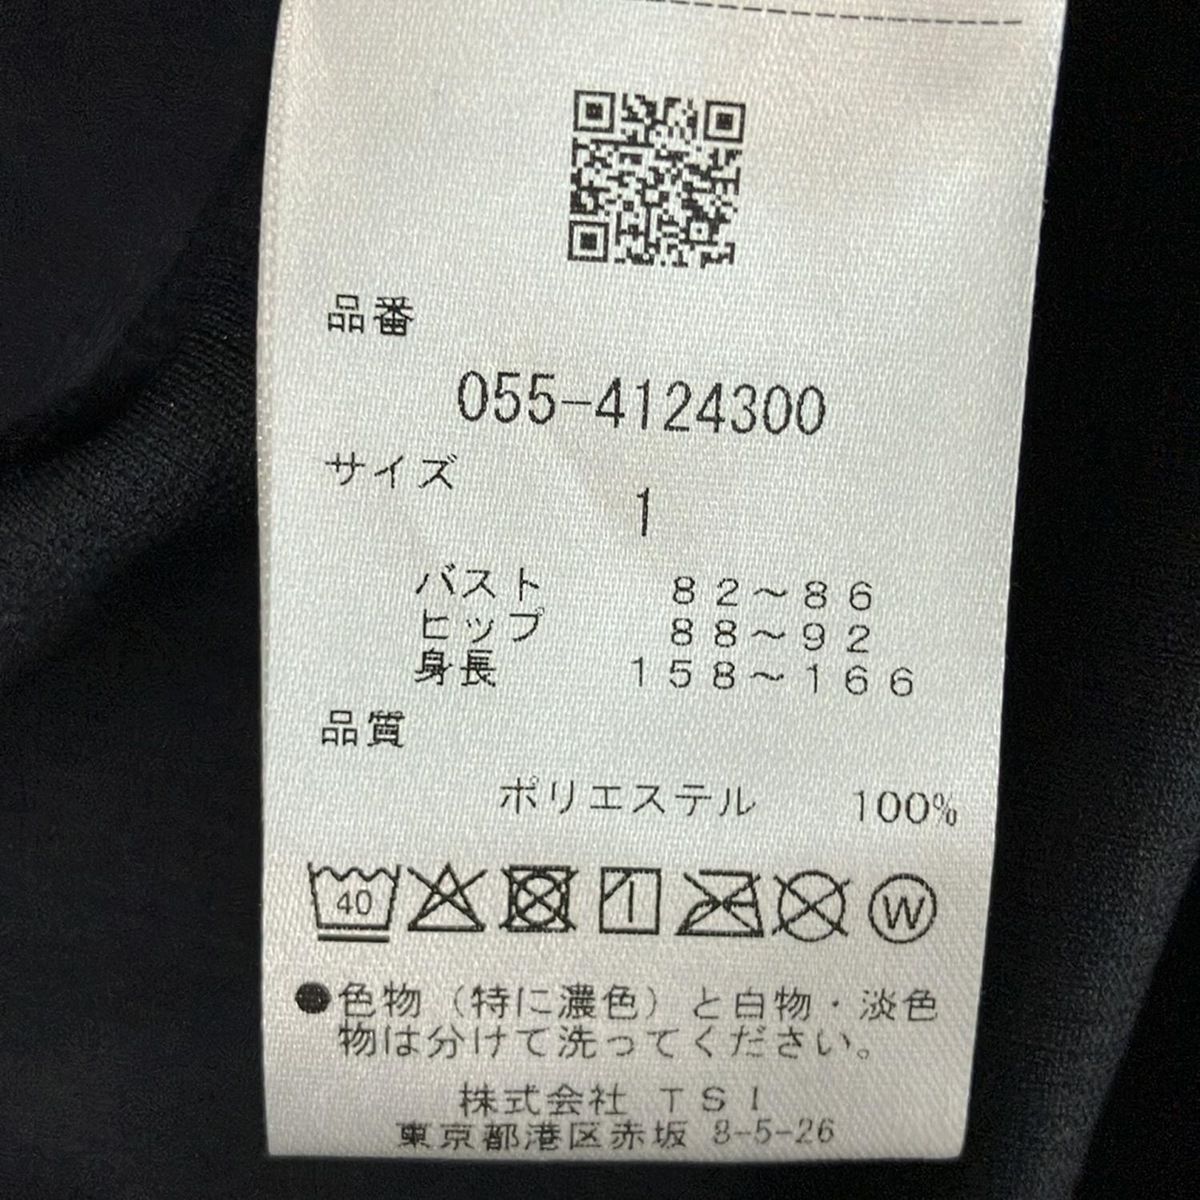 品番
055-4124300
サイズ
1
バスト 82～86
ヒップ 88～92
身長 158～166
品質
ポリエステル 100%
40
W
●色物（特に濃色）と白物・淡色
物は分けて洗ってください。
株式会社 TSI
東京都港区赤坂 8-5-26